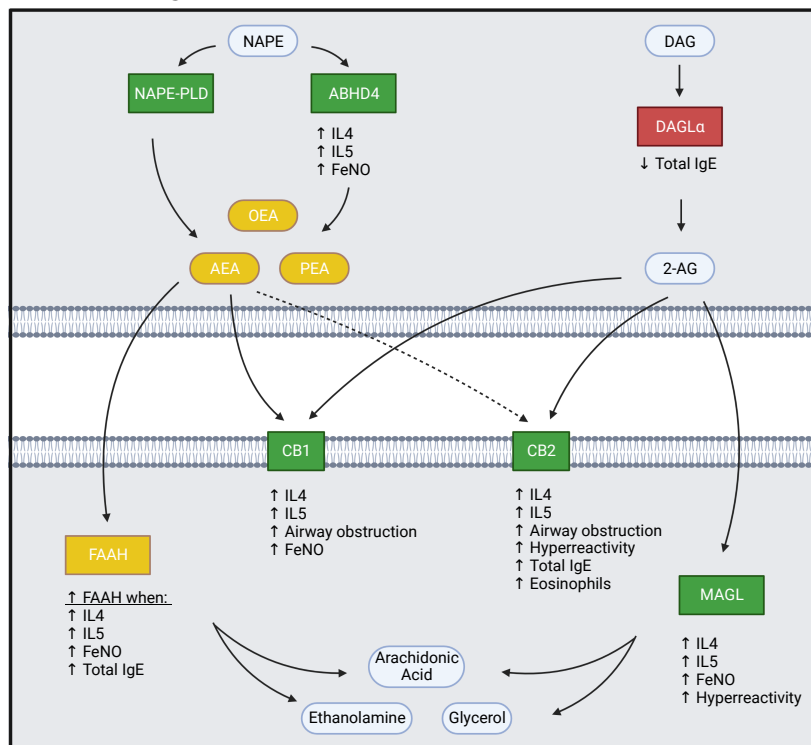 NAPE
DAG
NAPE-PLD
ABHD4
DAGLα
↑ IL4
↑ IL5
↑ FeNO
↓ Total IgE
OEA
AEA
PEA
2-AG
CB1
CB2
↑ IL4
↑ IL5
↑ Airway obstruction
↑ FeNO
↑ IL4
↑ IL5
↑ Airway obstruction
↑ Hyperreactivity
↑ Total IgE
↑ Eosinophils
FAAH
↑ FAAH when:
↑ IL4
↑ IL5
↑ FeNO
↑ Total IgE
MAGL
↑ IL4
↑ IL5
↑ FeNO
↑ Hyperreactivity
Arachidonic
Acid
Ethanolamine
Glycerol